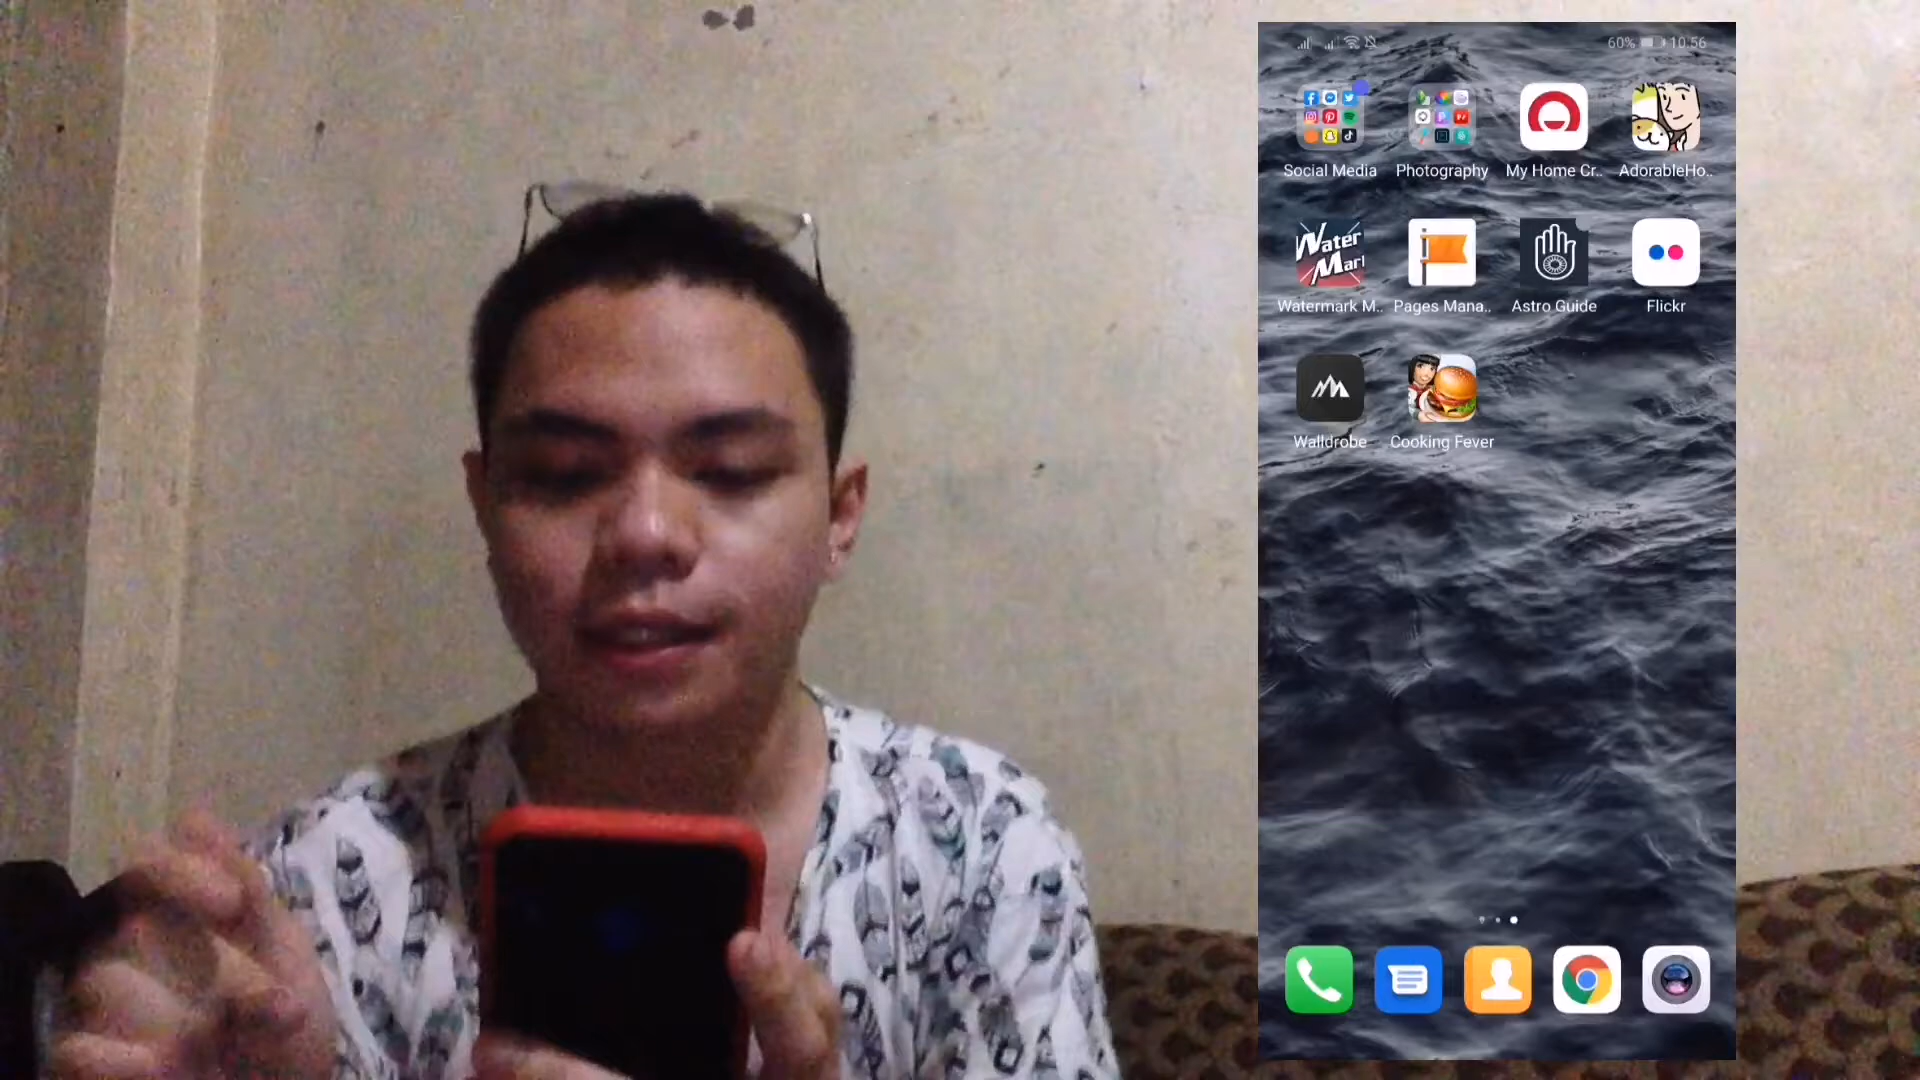 60% 10:56
Social Media Photography My Home Cr.. AdorableHo..
Water
Mark
Watermark M.. Pages Mana.. Astro Guide Flickr
Walldrobe Cooking Fever